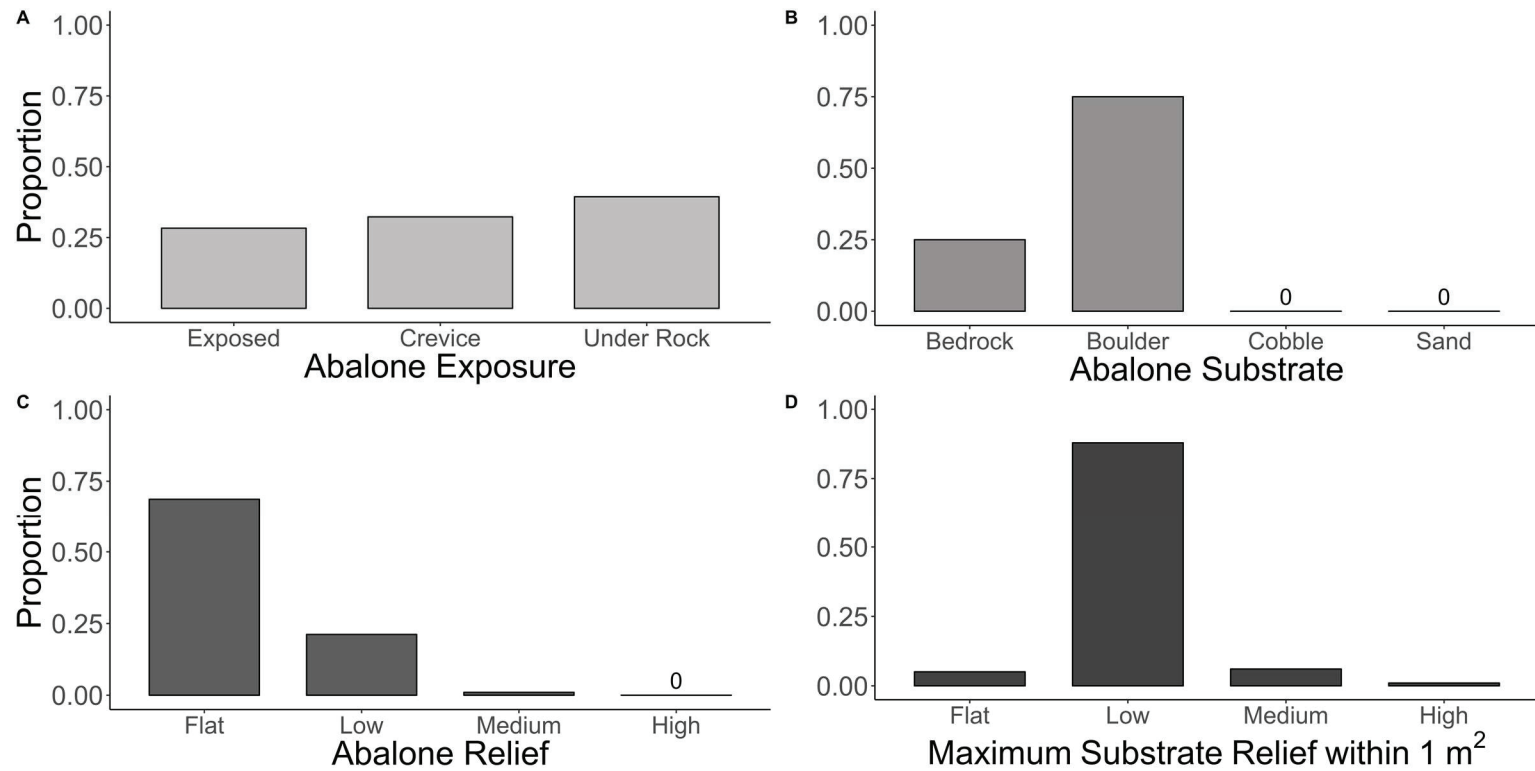 A
1.00
0.75
0.50
0.25
0.00
Proportion
Exposed Crevice Under Rock
Abalone Exposure
B
1.00
0.75
0.50
0.25
0.00
0 0
Bedrock Boulder Cobble Sand
Abalone Substrate
C
1.00
0.75
0.50
0.25
0.00
Proportion
0
Flat Low Medium High
Abalone Relief
D
1.00
0.75
0.50
0.25
0.00
Flat Low Medium High
Maximum Substrate Relief within 1 m²